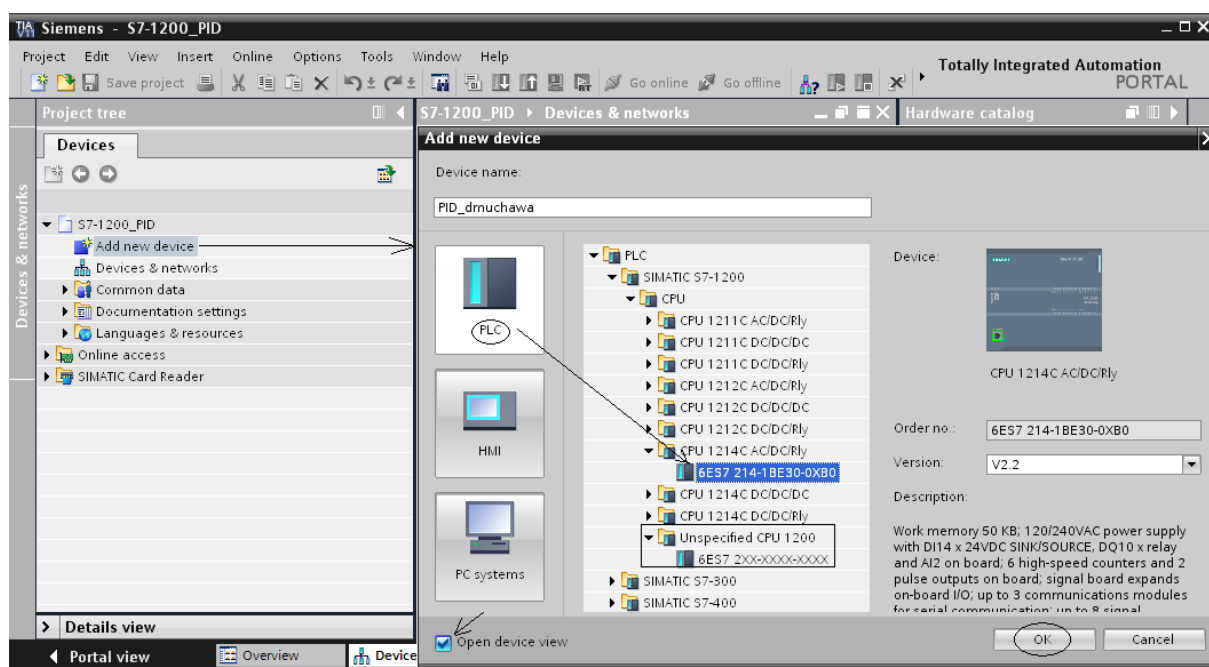 Siemens - S7-1200_PID
Project Edit View Insert Online Options Tools Window Help
Totally Integrated Automation
PORTAL
Save project
Go online
Go offline
Project tree
S7-1200_PID
Devices & networks
Hardware catalog
Devices
Devices & networks
S7-1200_PID
Add new device
Devices & networks
Common data
Documentation settings
Languages & resources
Online access
SIMATIC Card Reader
Details view
Portal view
Overview
Device
Add new device
Device name:
PID_dmuchawa
PLC
HMI
PC systems
PLC
SIMATIC S7-1200
CPU
CPU 1211C AC/DC/Rly
CPU 1211C DC/DC/DC
CPU 1211C DC/DC/Rly
CPU 1212C AC/DC/Rly
CPU 1212C DC/DC/DC
CPU 1212C DC/DC/Rly
CPU 1214C AC/DC/Rly
6ES7 214-1BE30-0XB0
CPU 1214C DC/DC/DC
CPU 1214C DC/DC/Rly
Unspecified CPU 1200
6ES7 2XX-XXXX-XXXX
SIMATIC S7-300
SIMATIC S7-400
Device:
CPU 1214C AC/DC/Rly
Order no.:
6ES7 214-1BE30-0XB0
Version:
V2.2
Description:
Work memory 50 KB; 120/240VAC power supply
with DI14 x 24VDC SINK/SOURCE, DQ10 x relay
and AI2 on board; 6 high-speed counters and 2
pulse outputs on board; signal board expands
on-board I/O; up to 3 communications modules
for serial communication; up to 8 signal
Open device view
OK
Cancel